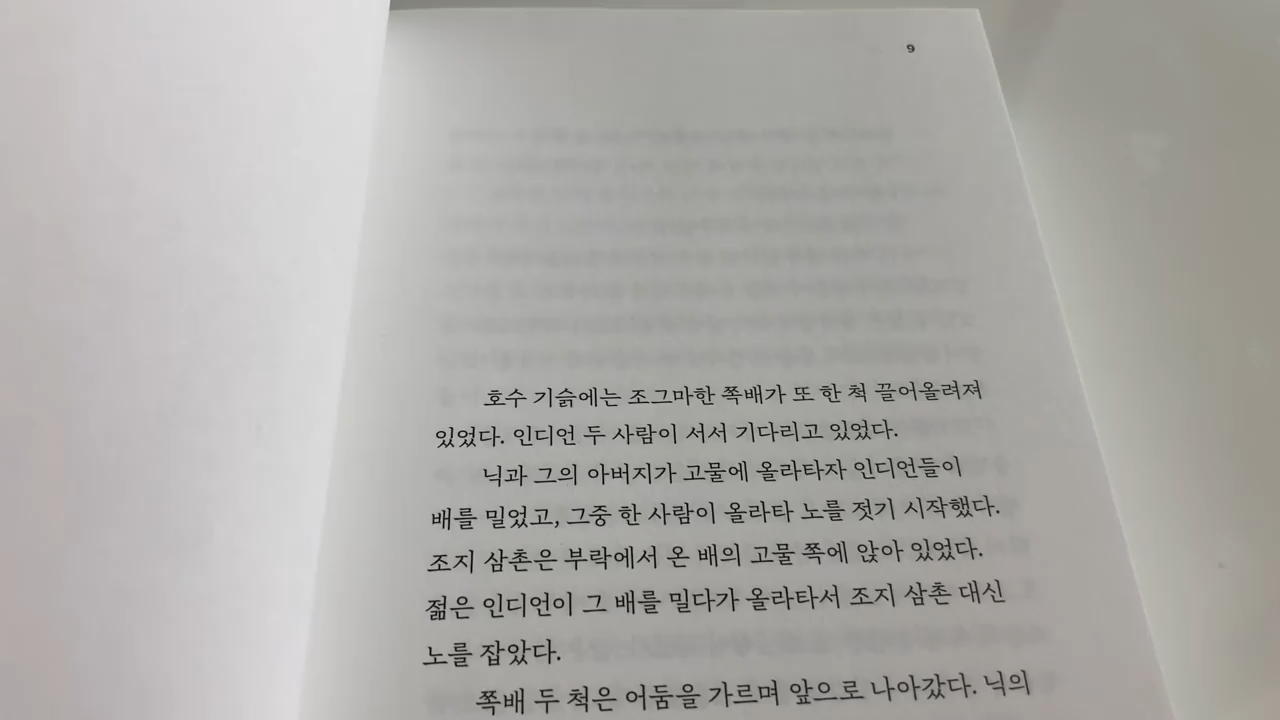 9
호수 기슭에는 조그마한 쪽배가 또 한 척 끌어올려져
있었다. 인디언 두 사람이 서서 기다리고 있었다.
닉과 그의 아버지가 고물에 올라타자 인디언들이
배를 밀었고, 그중 한 사람이 올라타 노를 젓기 시작했다.
조지 삼촌은 부락에서 온 배의 고물 쪽에 앉아 있었다.
젊은 인디언이 그 배를 밀다가 올라타서 조지 삼촌 대신
노를 잡았다.
쪽배 두 척은 어둠을 가르며 앞으로 나아갔다. 닉의